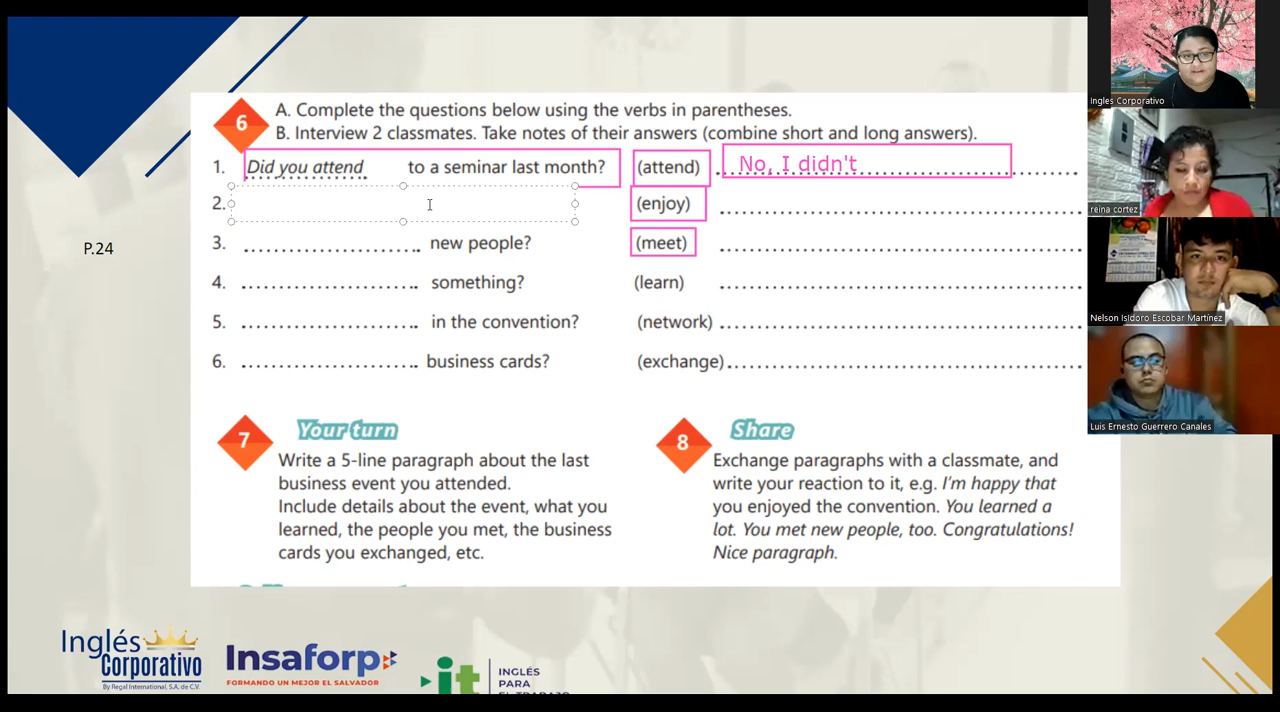 6
A. Complete the questions below using the verbs in parentheses.
B. Interview 2 classmates. Take notes of their answers (combine short and long answers).
1. Did you attend to a seminar last month? (attend) No, I didn't
2. (enjoy)
3. new people? (meet)
4. something? (learn)
5. in the convention? (network)
6. business cards? (exchange)
P.24
7 Your turn
Write a 5-line paragraph about the last
business event you attended.
Include details about the event, what you
learned, the people you met, the business
cards you exchanged, etc.
8 Share
Exchange paragraphs with a classmate, and
write your reaction to it, e.g. I'm happy that
you enjoyed the convention. You learned a
lot. You met new people, too. Congratulations!
Nice paragraph.
Inglés
Corporativo
By Regal International, S.A. de C.V.
Insaforp
FORMANDO UN MEJOR EL SALVADOR
it
INGLÉS
PARA
EL TRABAJO
Ingles Corporativo
reina cortez
Nelson Isidoro Escobar Martínez
Luis Ernesto Guerrero Canales